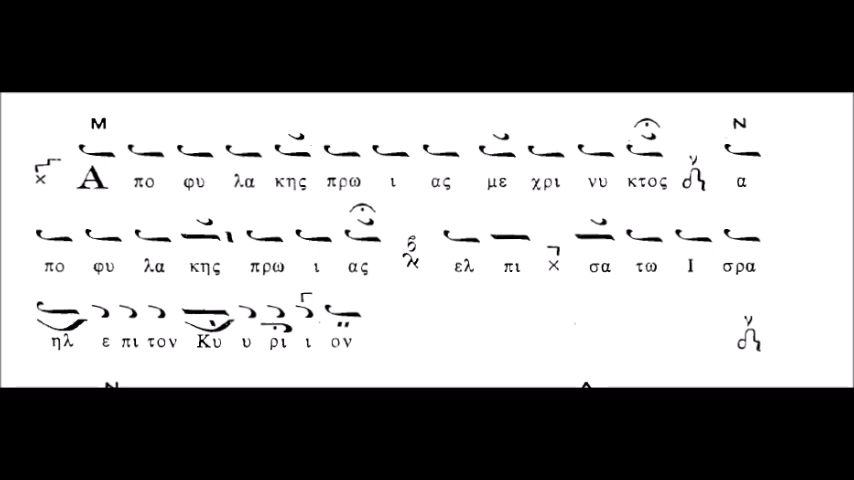 Μ Ν
Α πο φυ λα κης πρω ι ας με χρι νυ κτος α
πο φυ λα κης πρω ι ας ελ πι σα τω Ι σρα
ηλ ε πι τον Κυ υ ρι ι ον